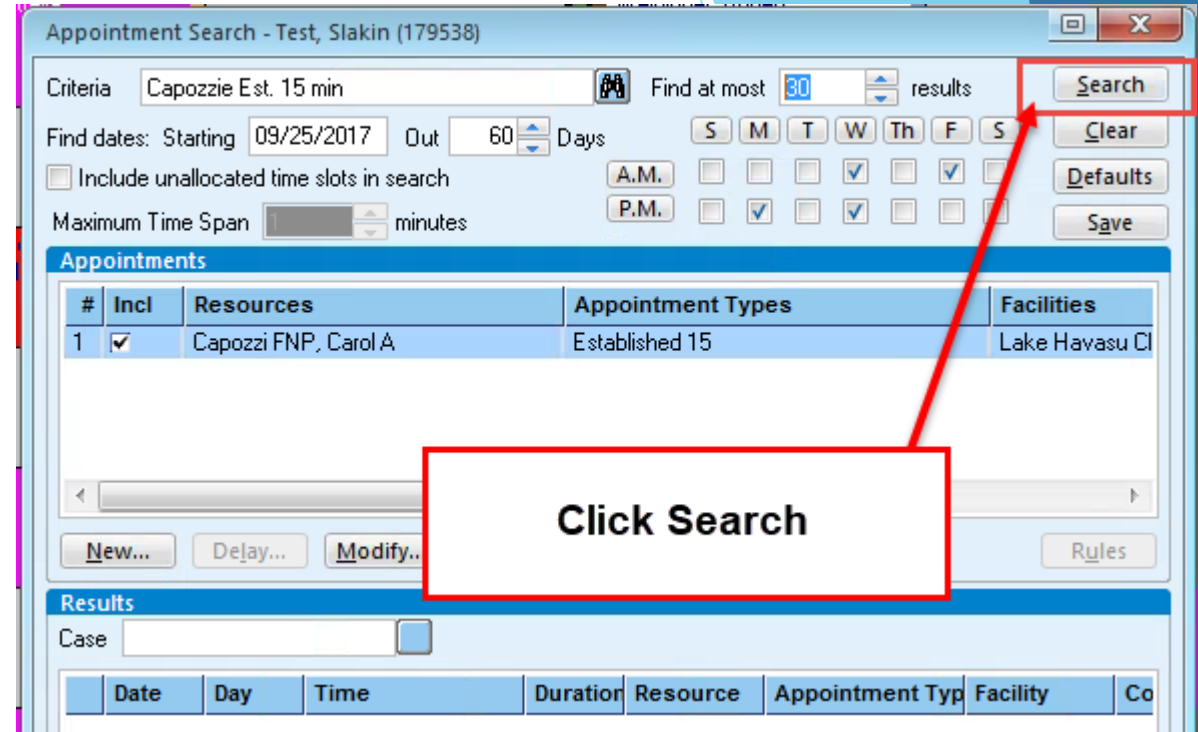 Appointment Search - Test, Slakin (179538)
Criteria Capozzie Est. 15 min Find at most 30 results Search
Find dates: Starting 09/25/2017 Out 60 Days S M T W Th F S Clear
Include unallocated time slots in search A.M. Defaults
Maximum Time Span 1 minutes P.M. Save
Appointments
# Incl Resources Appointment Types Facilities
1 Capozzi FNP, Carol A Established 15 Lake Havasu Cl
Click Search
New... Delay... Modify.. Rules
Results
Case
Date Day Time Duration Resource Appointment Typ Facility Co